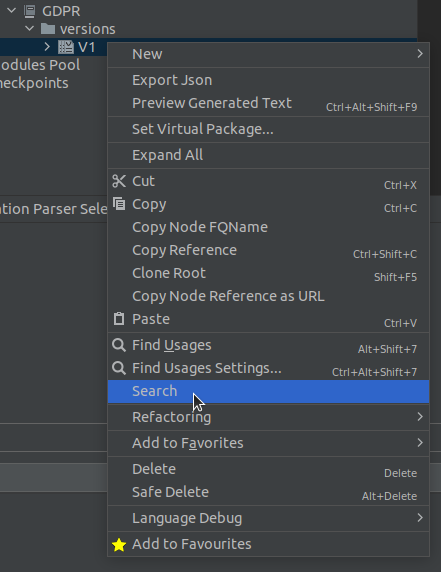 GDPR
versions
V1
odules Pool
neckpoints
ation Parser Sele
New
Export Json
Preview Generated Text Ctrl+Alt+Shift+F9
Set Virtual Package...
Expand All
Cut Ctrl+X
Copy Ctrl+C
Copy Node FQName
Copy Reference Ctrl+Shift+C
Clone Root Shift+F5
Copy Node Reference as URL
Paste Ctrl+V
Find Usages Alt+Shift+7
Find Usages Settings... Ctrl+Alt+Shift+7
Search
Refactoring
Add to Favorites
Delete Delete
Safe Delete Alt+Delete
Language Debug
Add to Favourites